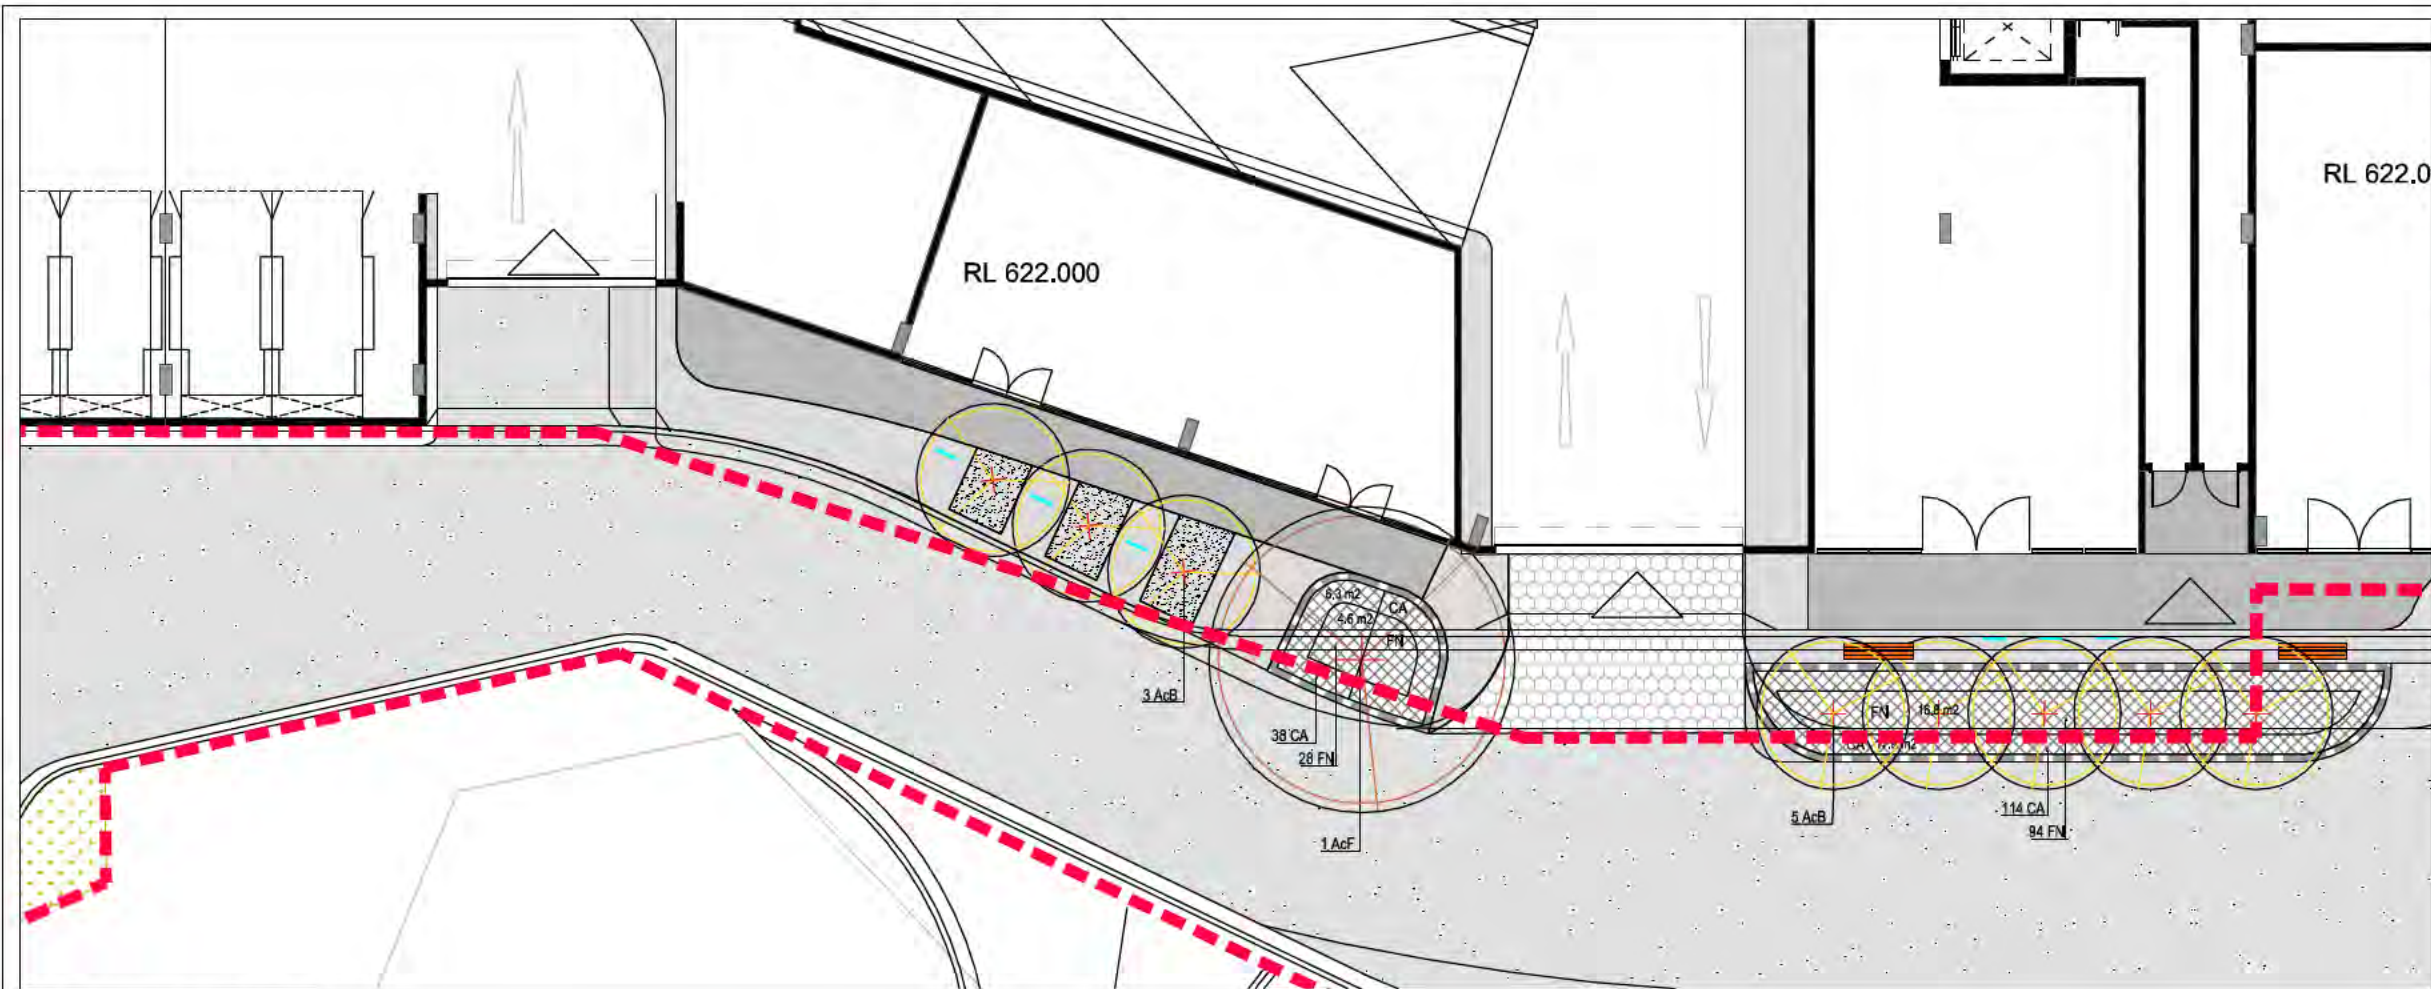 RL 622.0
RL 622.000
6.3 m2
CA
4.6 m2
FN
3 AcB
38 CA
28 FN
1 AcF
FN
16.8 m2
CA
5 AcB
114 CA
94 FN